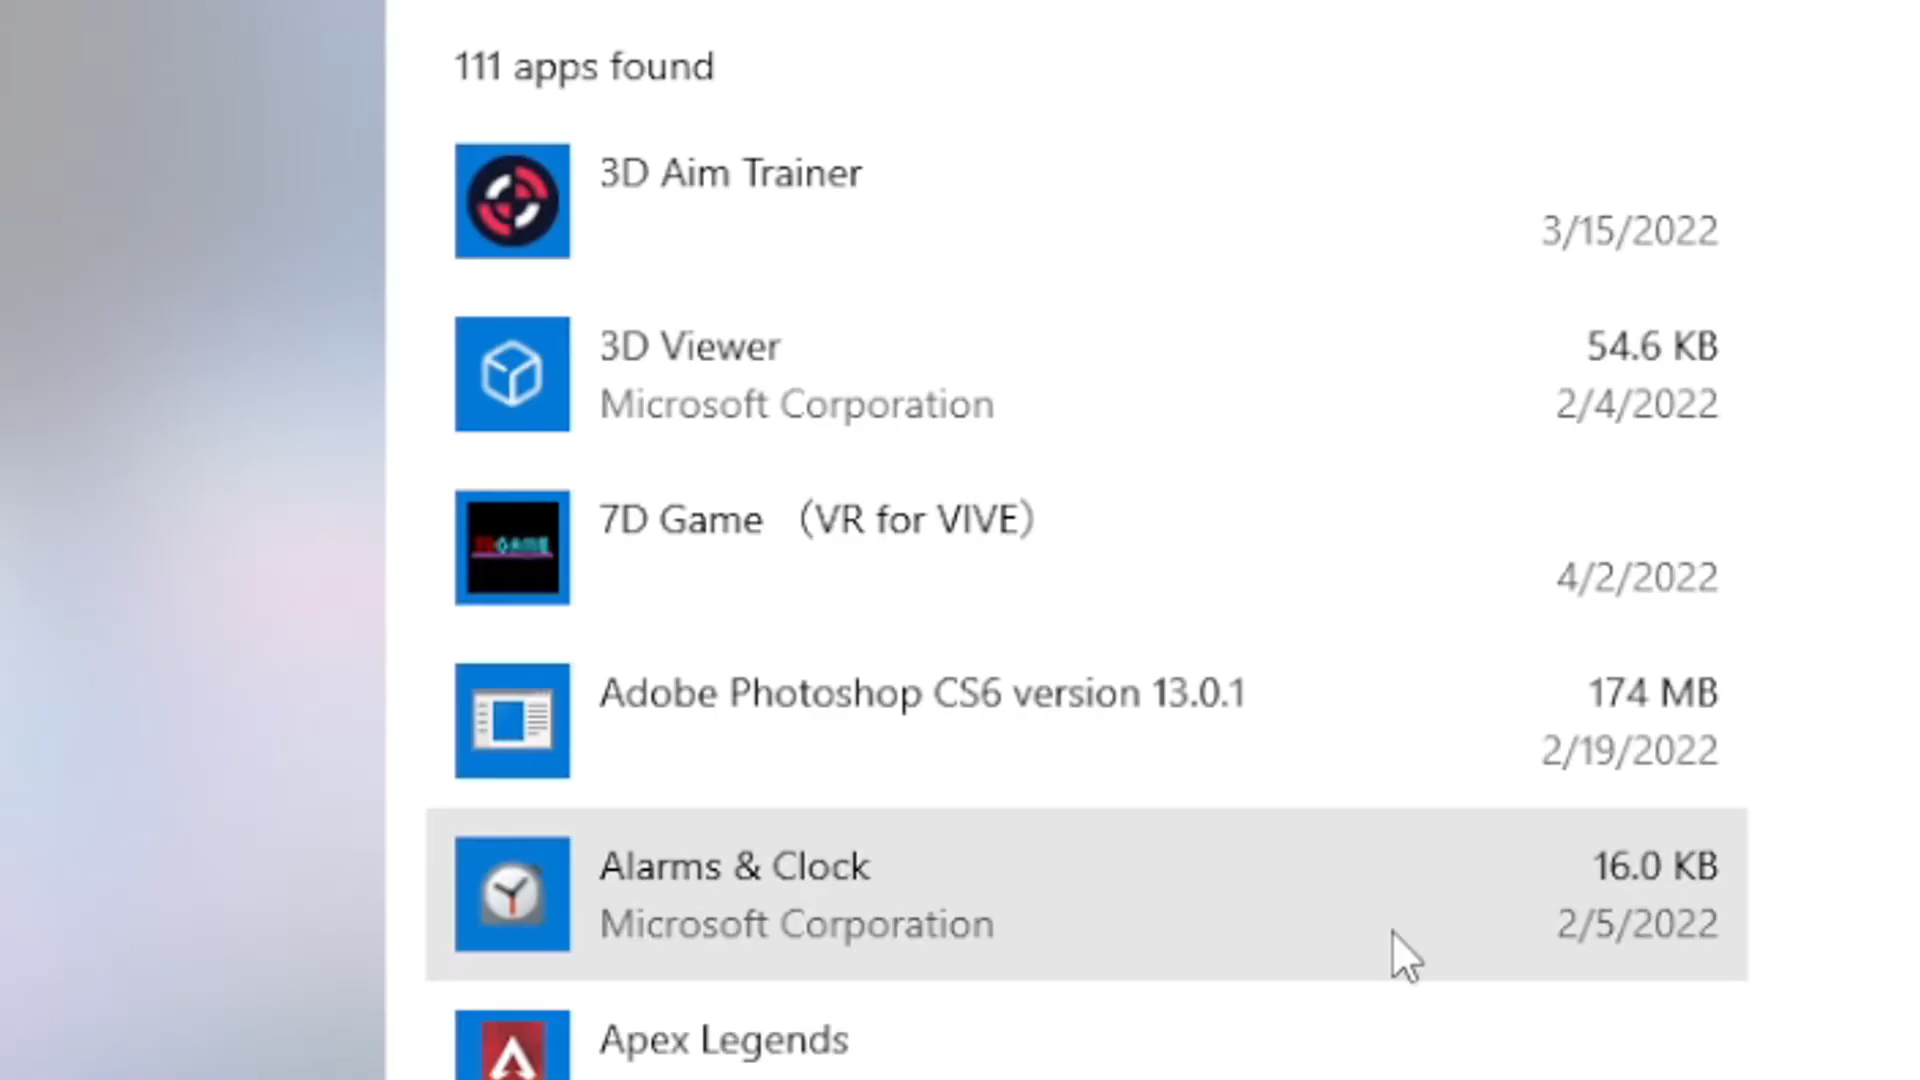 111 apps found
3D Aim Trainer
3/15/2022
3D Viewer
54.6 KB
Microsoft Corporation
2/4/2022
7D Game （VR for VIVE）
4/2/2022
Adobe Photoshop CS6 version 13.0.1
174 MB
2/19/2022
Alarms & Clock
16.0 KB
Microsoft Corporation
2/5/2022
Apex Legends